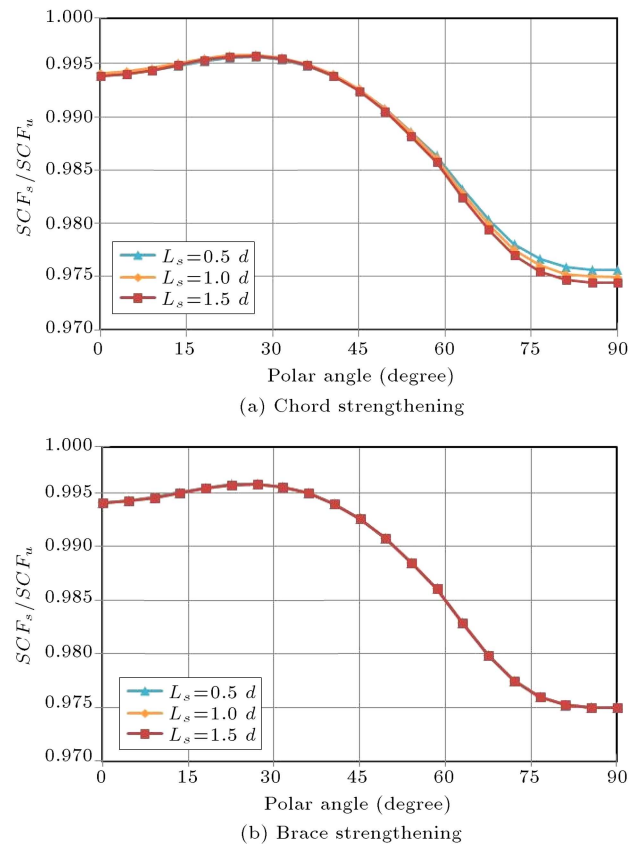 1.000
0.995
0.990
0.985
0.980
0.975
0.970
SCF_s/SCF_u
L_s=0.5 d
L_s=1.0 d
L_s=1.5 d
0 15 30 45 60 75 90
Polar angle (degree)
(a) Chord strengthening
1.000
0.995
0.990
0.985
0.980
0.975
0.970
SCF_s/SCF_u
L_s=0.5 d
L_s=1.0 d
L_s=1.5 d
0 15 30 45 60 75 90
Polar angle (degree)
(b) Brace strengthening